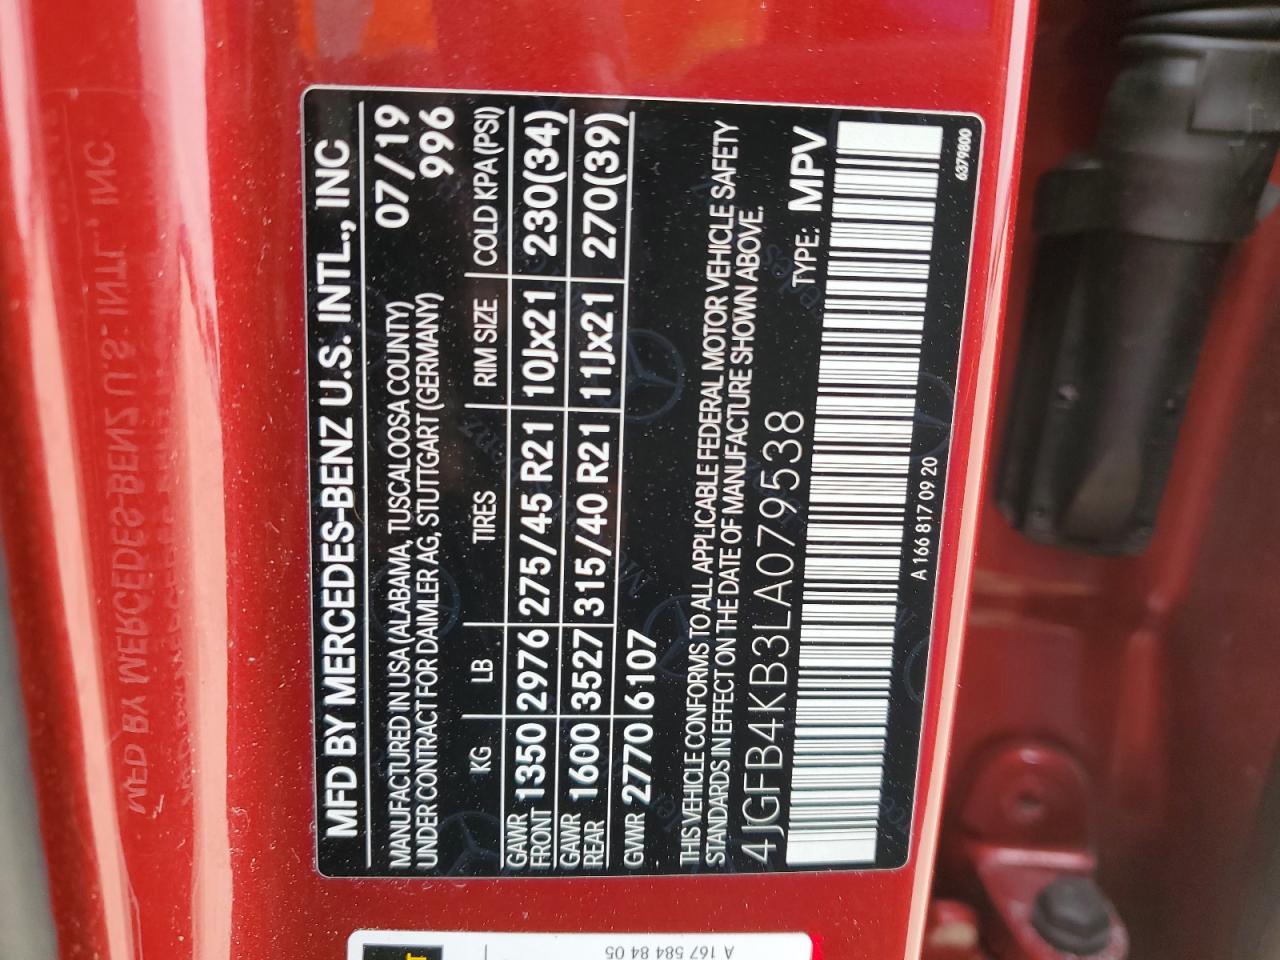 MFD BY MERCEDES-BENZ U.S. INTL., INC
MANUFACTURED IN USA (ALABAMA, TUSCALOOSA COUNTY) 07/19
UNDER CONTRACT FOR DAIMLER AG, STUTTGART (GERMANY) 996
KG LB TIRES RIM SIZE COLD KPA (PSI)
GAWR FRONT 1350 2976 275/45 R21 10Jx21 230(34)
GAWR REAR 1600 3527 315/40 R21 11Jx21 270(39)
GVWR 2770 6107
THIS VEHICLE CONFORMS TO ALL APPLICABLE FEDERAL MOTOR VEHICLE SAFETY
STANDARDS IN EFFECT ON THE DATE OF MANUFACTURE SHOWN ABOVE.
4JGFB4KB3LA079538 TYPE: MPV
A 166 817 09 20 6379800
A 167 584 84 05